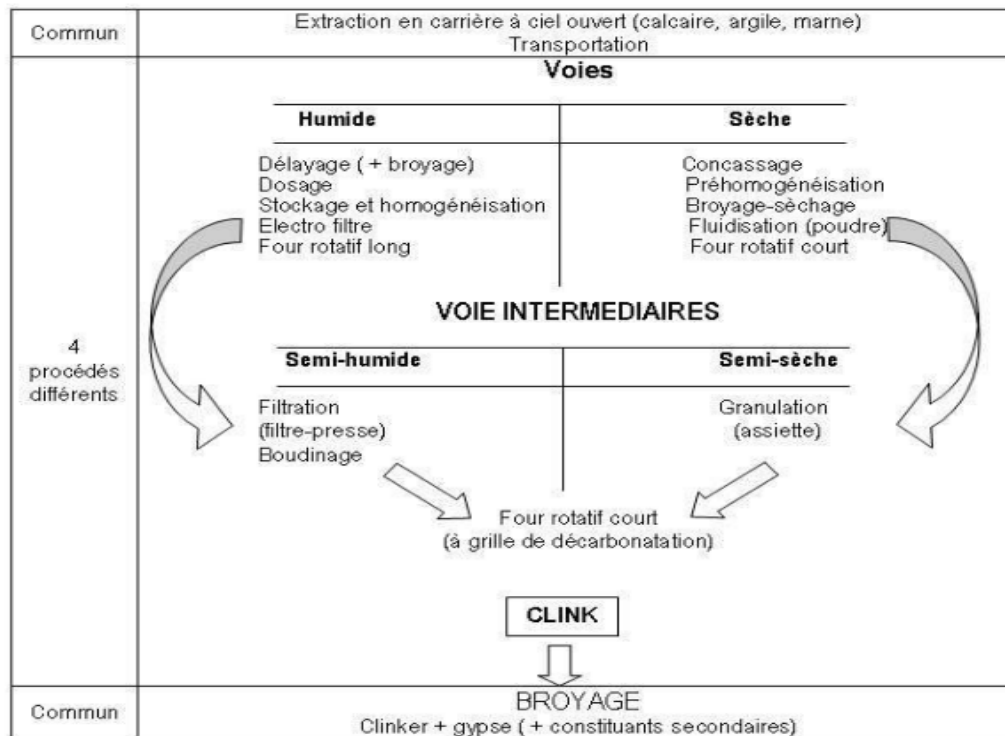 Commun
Extraction en carrière à ciel ouvert (calcaire, argile, marne)
Transportation
4
procédés
différents
Voies
Humide
Délayage ( + broyage)
Dosage
Stockage et homogénéisation
Electro filtre
Four rotatif long
Sèche
Concassage
Préhomogénéisation
Broyage-sèchage
Fluidisation (poudre)
Four rotatif court
VOIE INTERMEDIAIRES
Semi-humide
Filtration
(filtre-presse)
Boudinage
Semi-sèche
Granulation
(assiette)
Four rotatif court
(à grille de décarbonatation)
CLINK
Commun
BROYAGE
Clinker + gypse ( + constituants secondaires)